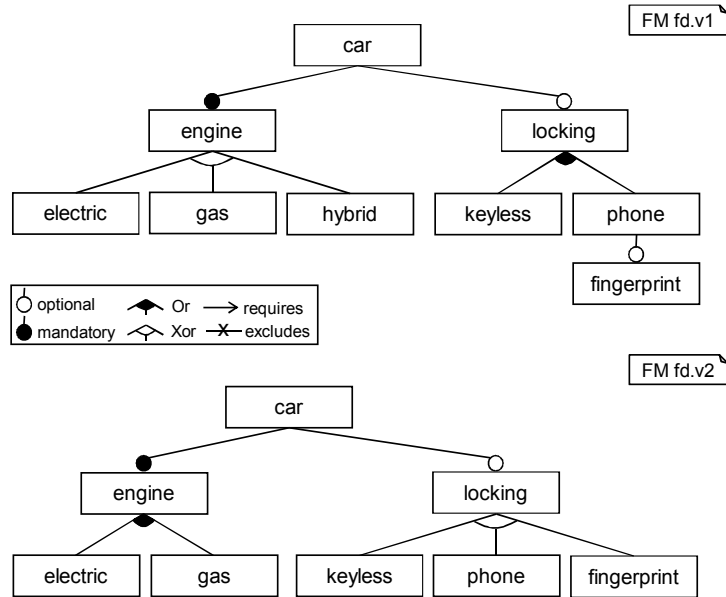 FM fd.v1
car
engine
locking
electric
gas
hybrid
keyless
phone
fingerprint
optional
Or
requires
mandatory
Xor
X
excludes
FM fd.v2
car
engine
locking
electric
gas
keyless
phone
fingerprint